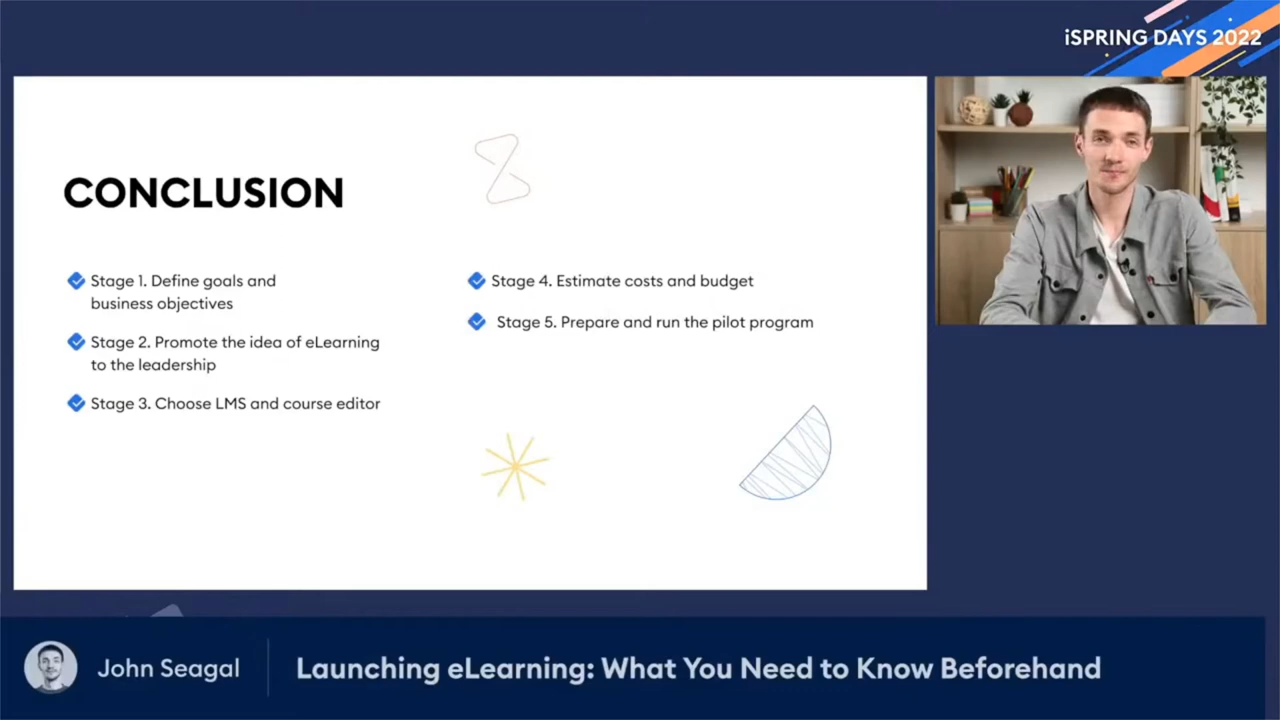 iSPRING DAYS 2022
CONCLUSION
Stage 1. Define goals and
business objectives
Stage 2. Promote the idea of eLearning
to the leadership
Stage 3. Choose LMS and course editor
Stage 4. Estimate costs and budget
Stage 5. Prepare and run the pilot program
John Seagal
Launching eLearning: What You Need to Know Beforehand